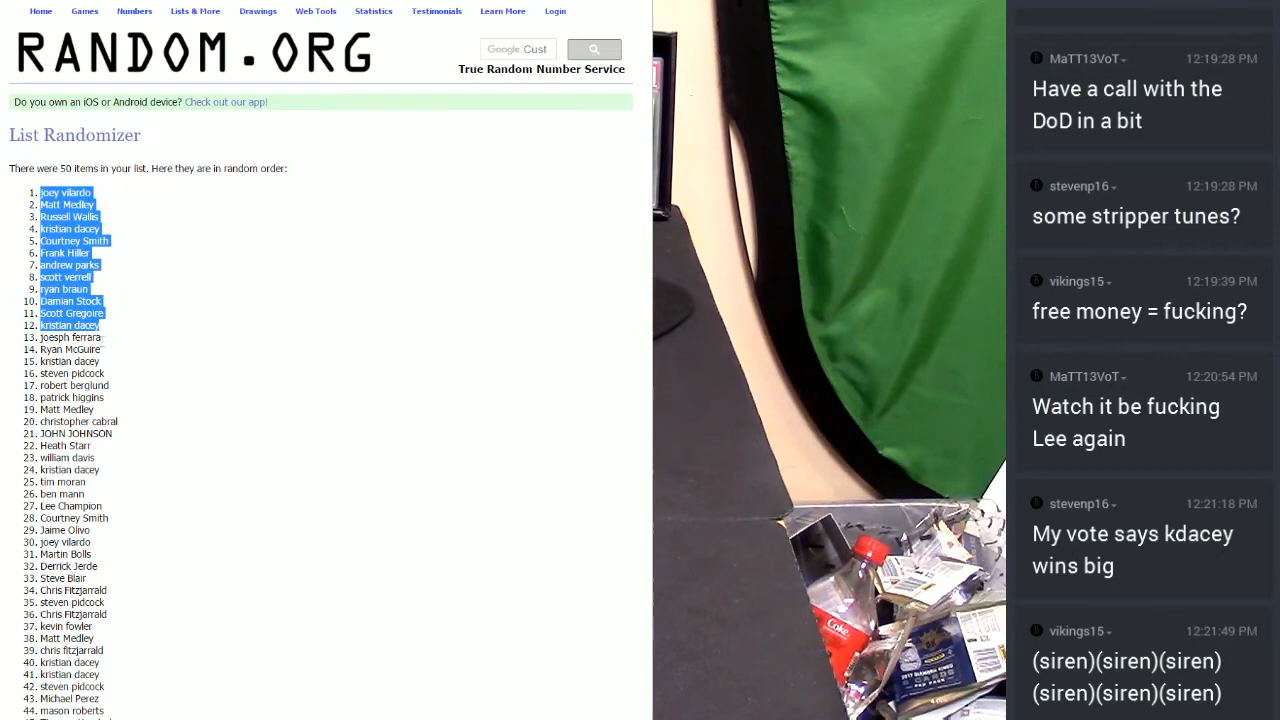 Home Games Numbers Lists & More Drawings Web Tools Statistics Testimonials Learn More Login
RANDOM.ORG
Google Cust
True Random Number Service
Do you own an iOS or Android device? Check out our app!
List Randomizer
There were 50 items in your list. Here they are in random order:
1. joey vilardo
2. Matt Medley
3. Russell Wallis
4. kristian dacey
5. Courtney Smith
6. Frank Hiller
7. andrew parks
8. scott verrell
9. ryan braun
10. Damian Stock
11. Scott Gregoire
12. kristian dacey
13. joesph ferrara
14. Ryan McGuire
15. kristian dacey
16. steven pidcock
17. robert berglund
18. patrick higgins
19. Matt Medley
20. christopher cabral
21. JOHN JOHNSON
22. Heath Starr
23. william davis
24. kristian dacey
25. tim moran
26. ben mann
27. Lee Champion
28. Courtney Smith
29. Jaime Olivo
30. joey vilardo
31. Martin Bolls
32. Derrick Jerde
33. Steve Blair
34. Chris Fitzjarrald
35. steven pidcock
36. Chris Fitzjarrald
37. kevin fowler
38. Matt Medley
39. chris fitzjarrald
40. kristian dacey
41. kristian dacey
42. steven pidcock
43. Michael Perez
44. mason roberts
Coke
MaTT13VoT 12:19:28 PM
Have a call with the
DoD in a bit
stevenp16 12:19:28 PM
some stripper tunes?
vikings15 12:19:39 PM
free money = fucking?
MaTT13VoT 12:20:54 PM
Watch it be fucking
Lee again
stevenp16 12:21:18 PM
My vote says kdacey
wins big
vikings15 12:21:49 PM
(siren)(siren)(siren)
(siren)(siren)(siren)